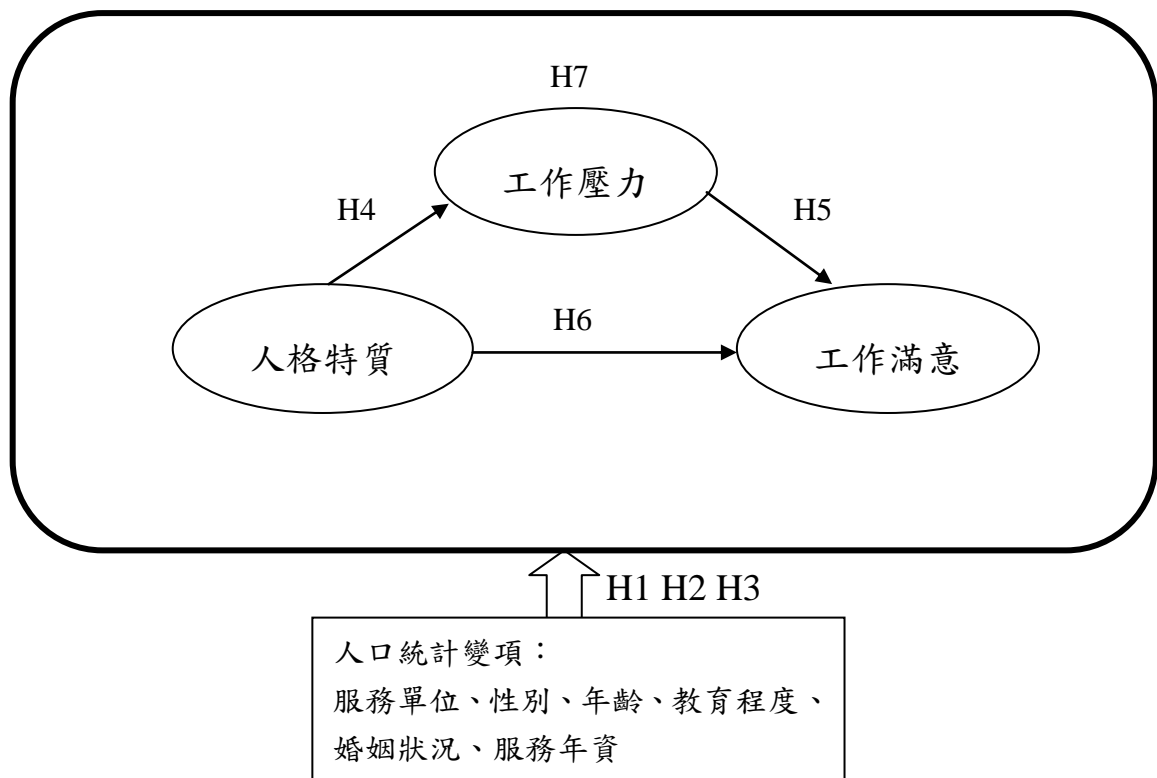 H7
工作壓力
H4
H5
H6
人格特質
工作滿意
H1 H2 H3
人口統計變項：
服務單位、性別、年齡、教育程度、
婚姻狀況、服務年資